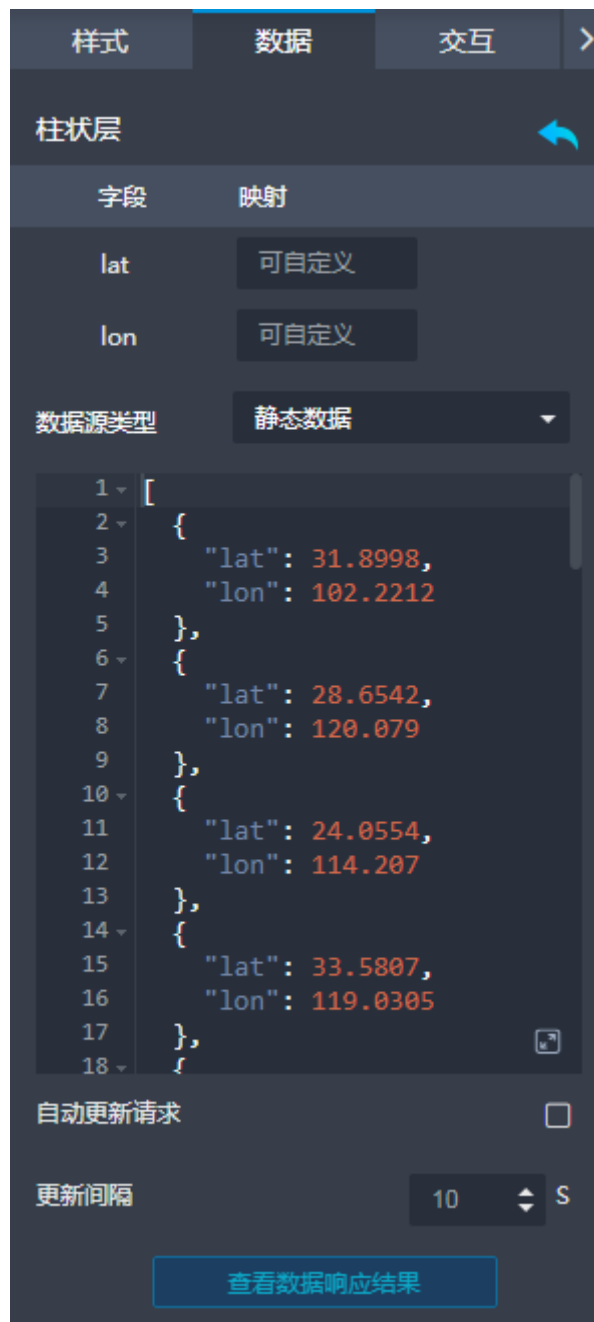 样式 数据 交互
柱状层
字段 映射
lat 可自定义
lon 可自定义
数据源类型 静态数据
1 [
2 {
3 "lat": 31.8998,
4 "lon": 102.2212
5 },
6 {
7 "lat": 28.6542,
8 "lon": 120.079
9 },
10 {
11 "lat": 24.0554,
12 "lon": 114.207
13 },
14 {
15 "lat": 33.5807,
16 "lon": 119.0305
17 },
18 {
自动更新请求
更新间隔 10 S
查看数据响应结果